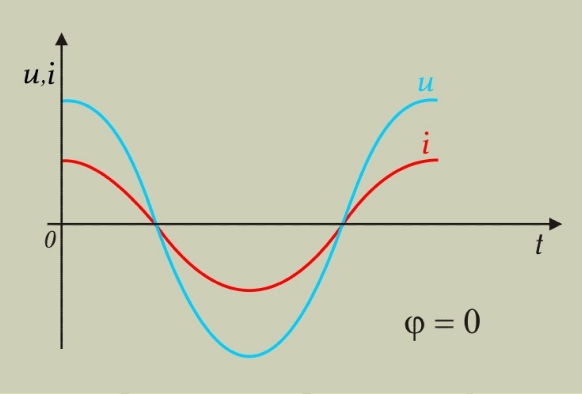 u,i
u
i
0
t
φ = 0